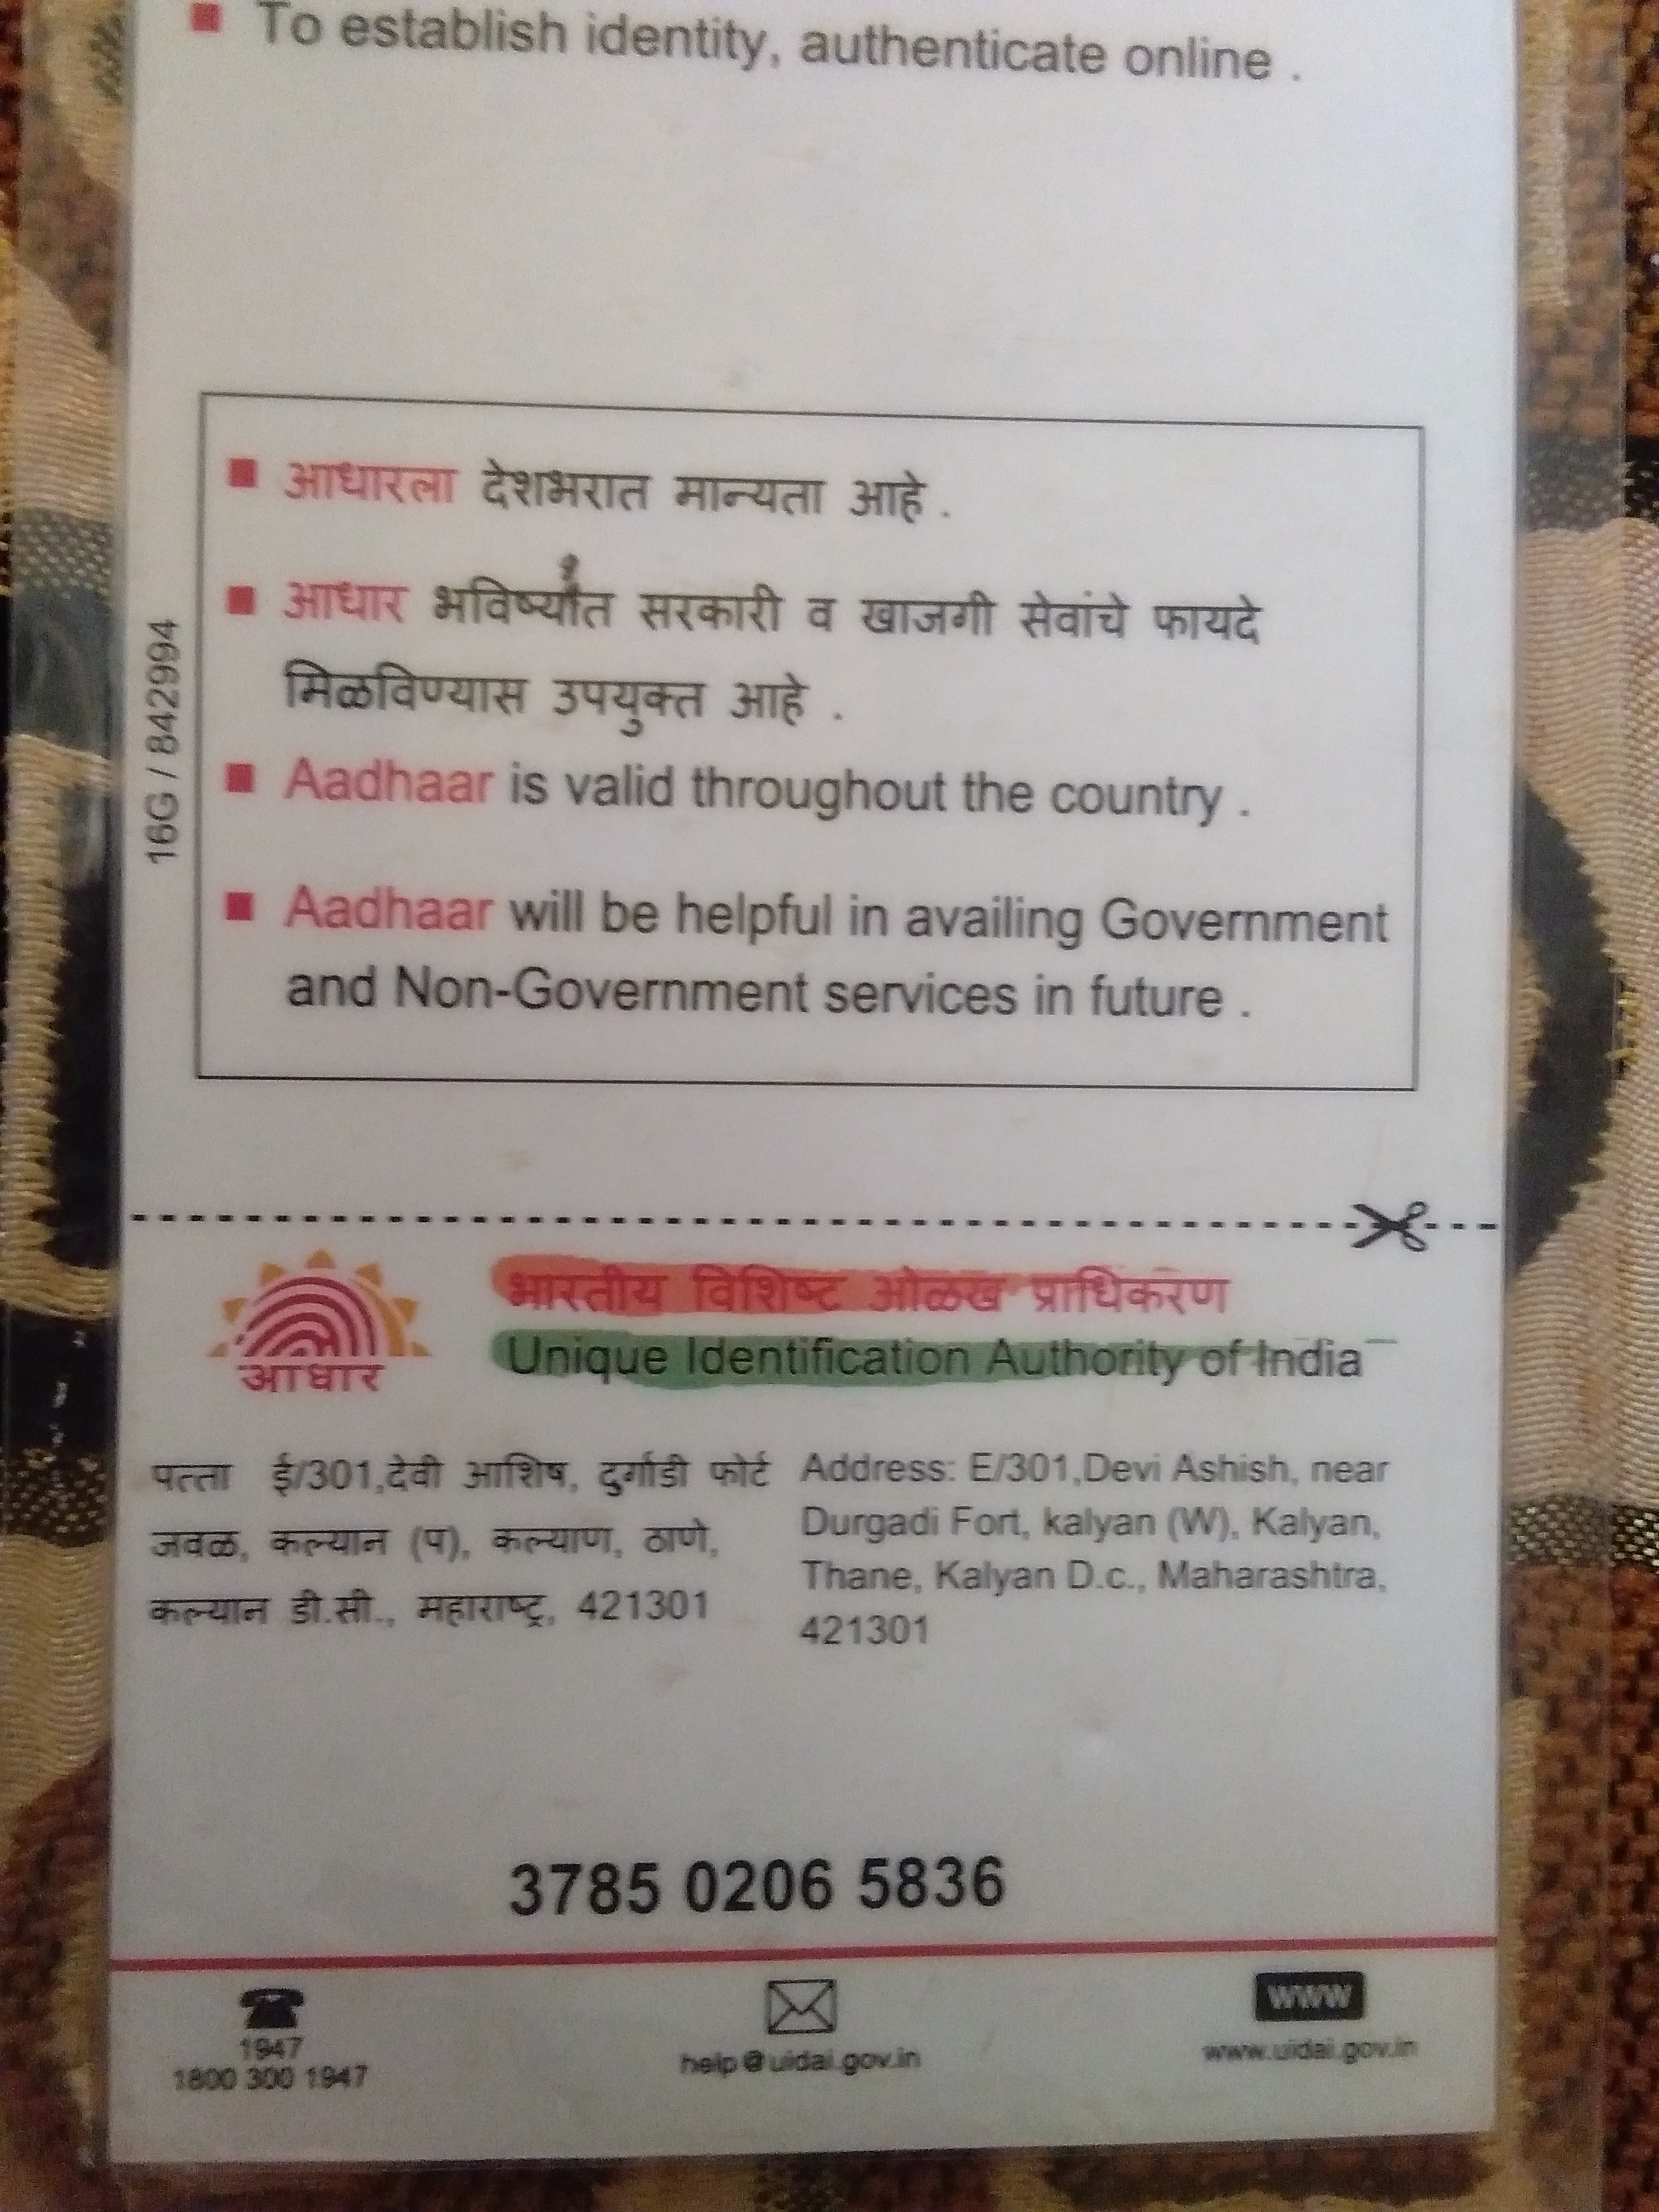 To establish identity, authenticate online .
आधारला देशभरात मान्यता आहे .
आधार भविष्यात सरकारी व खाजगी सेवांचे फायदे
मिळविण्यास उपयुक्त आहे .
Aadhaar is valid throughout the country .
Aadhaar will be helpful in availing Government
and Non-Government services in future .
16G / 842994
आधार
भारतीय विशिष्ट ओळख प्राधिकरण
Unique Identification Authority of India
पत्ता ई/301,देवी आशिष, दुर्गाडी फोर्ट
जवळ, कल्यान (प), कल्याण, ठाणे,
कल्यान डी.सी., महाराष्ट्र, 421301
Address: E/301,Devi Ashish, near
Durgadi Fort, kalyan (W), Kalyan,
Thane, Kalyan D.c., Maharashtra,
421301
3785 0206 5836
1947
1800 300 1947
help@uidai.gov.in
www
www.uidai.gov.in